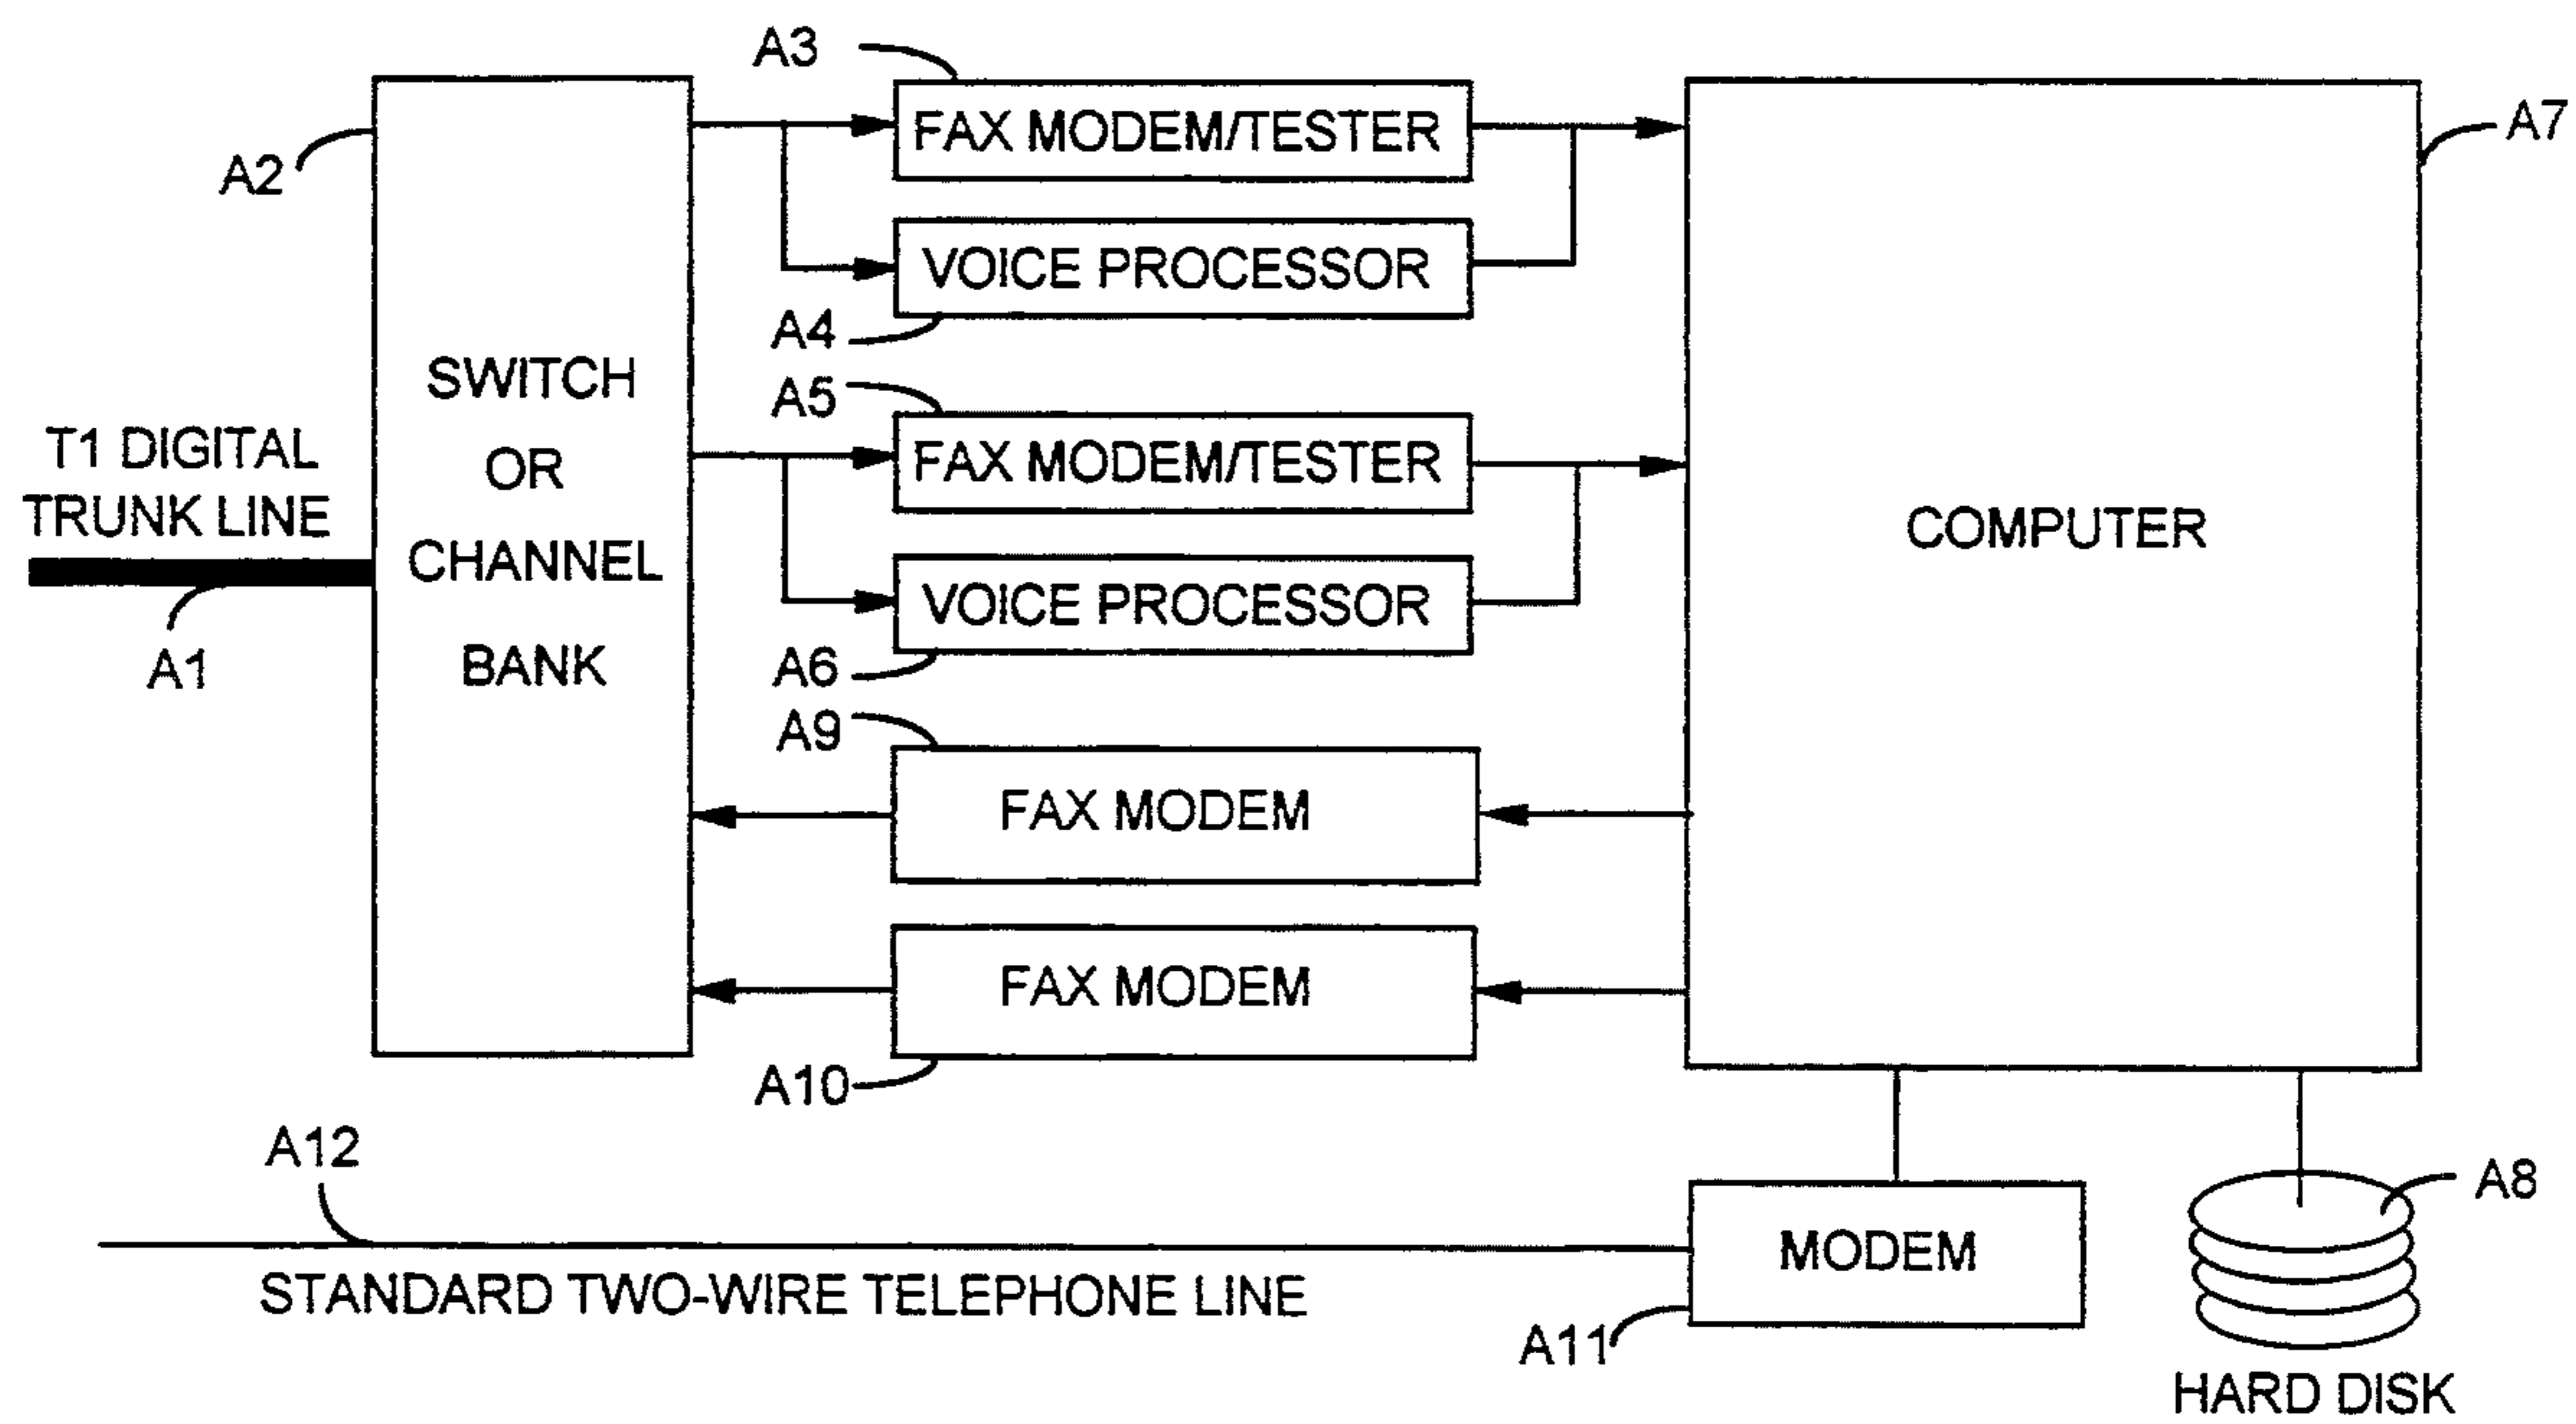 A3
FAX MODEM/TESTER
A7
A2
VOICE PROCESSOR
A4
SWITCH
OR
CHANNEL
BANK
A5
T1 DIGITAL
TRUNK LINE
FAX MODEM/TESTER
COMPUTER
VOICE PROCESSOR
A1
A6
A9
FAX MODEM
FAX MODEM
A10
A12
STANDARD TWO-WIRE TELEPHONE LINE
MODEM
A8
A11
HARD DISK